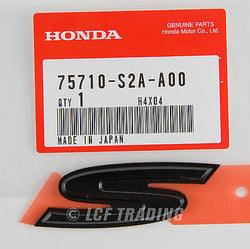 GENUINE PARTS
HONDA
Honda Motor Co., Ltd.
75710-S2A-A00
QTY 1
H4X04
MADE IN JAPAN
S
© LCF TRADING